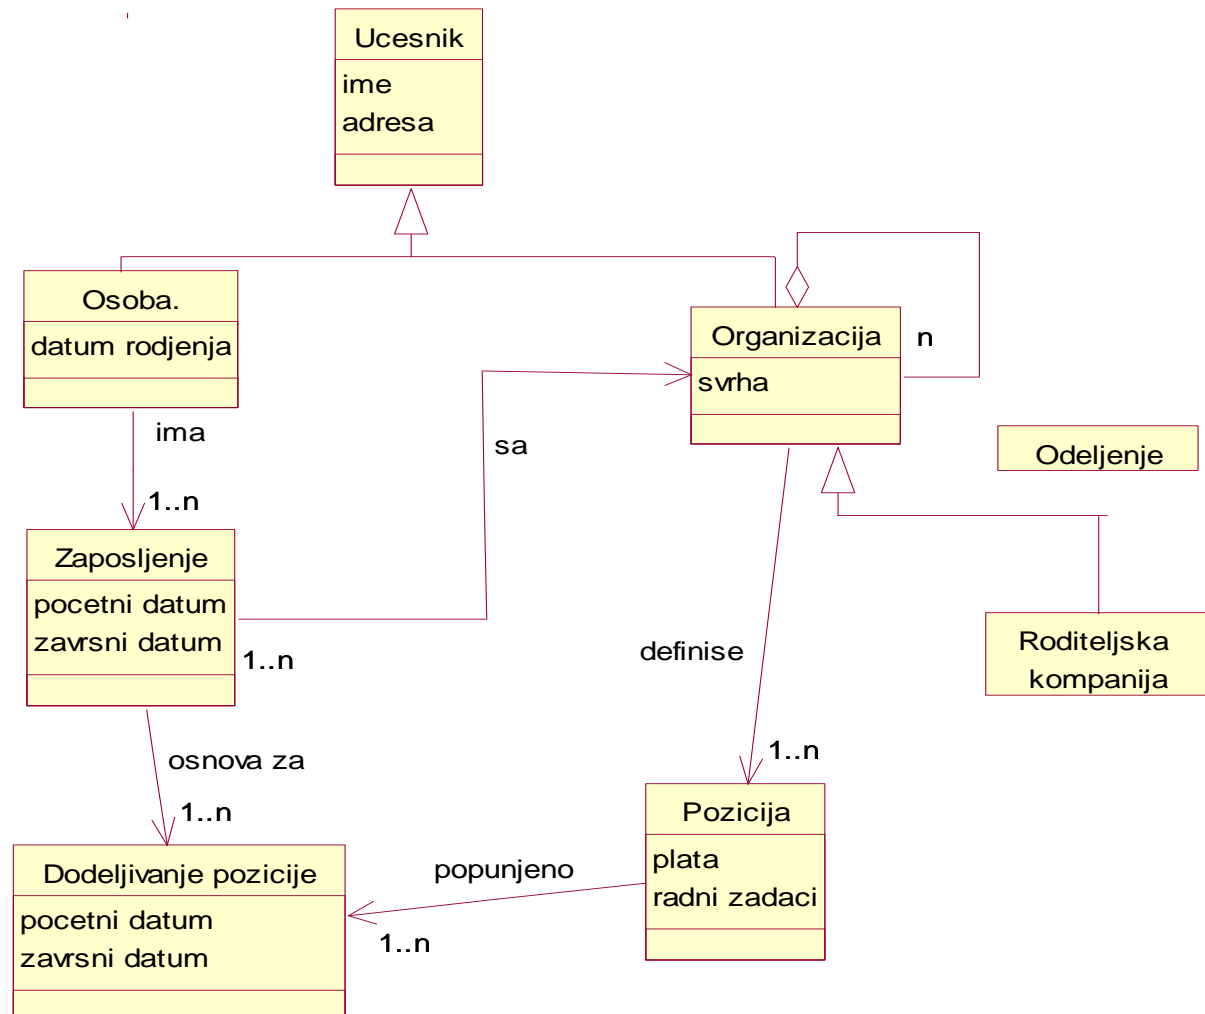 Ucesnik
ime
adresa
Osoba.
datum rodjenja
Organizacija
svrha
n
ima
1..n
sa
Odeljenje
Zaposljenje
pocetni datum
zavrsni datum
1..n
definise
Roditeljska
kompanija
osnova za
1..n
1..n
Pozicija
plata
radni zadaci
Dodeljivanje pozicije
pocetni datum
zavrsni datum
popunjeno
1..n